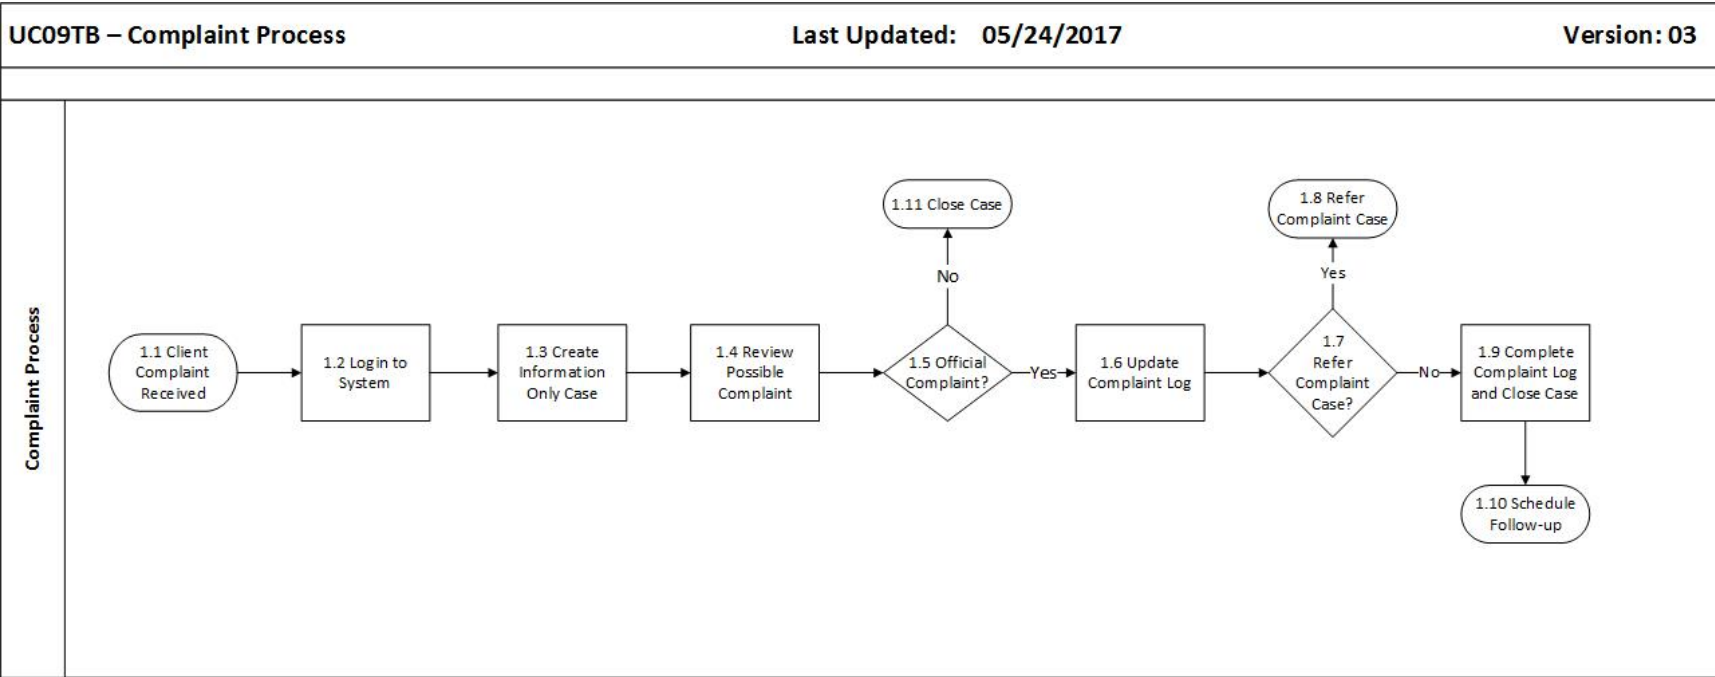 UC09TB – Complaint Process Last Updated: 05/24/2017 Version: 03
Complaint Process
1.1 Client
Complaint
Received
1.2 Login to
System
1.3 Create
Information
Only Case
1.4 Review
Possible
Complaint
1.5 Official
Complaint?
No
1.11 Close Case
Yes
1.6 Update
Complaint Log
1.7
Refer
Complaint
Case?
Yes
1.8 Refer
Complaint Case
No
1.9 Complete
Complaint Log
and Close Case
1.10 Schedule
Follow-up